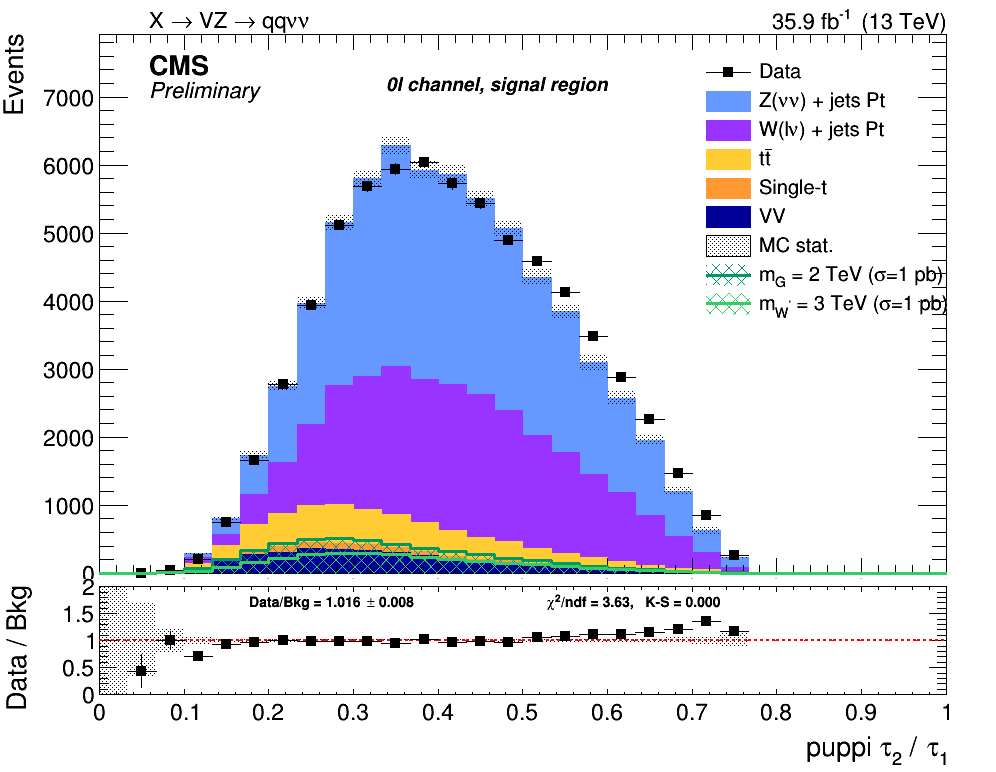 X → VZ → qqνν
35.9 fb⁻¹ (13 TeV)
CMS
Preliminary
0l channel, signal region
Data
Z(νν) + jets Pt
W(lν) + jets Pt
tt̄
Single-t
VV
MC stat.
m_G = 2 TeV (σ=1 pb)
m_W' = 3 TeV (σ=1 pb)
Events
7000
6000
5000
4000
3000
2000
1000
0
Data/Bkg = 1.016 ± 0.008
χ²/ndf = 3.63, K-S = 0.000
Data / Bkg
2
1.5
1
0.5
0
0 0.1 0.2 0.3 0.4 0.5 0.6 0.7 0.8 0.9 1
puppi τ₂ / τ₁